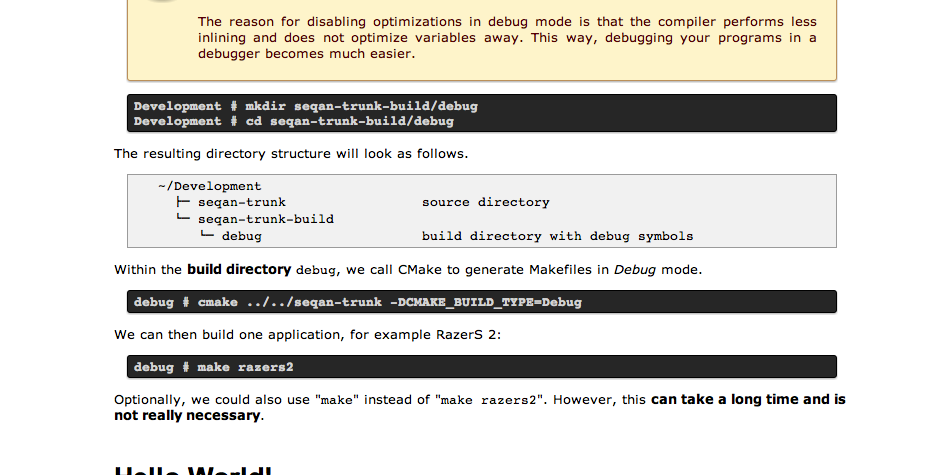 The reason for disabling optimizations in debug mode is that the compiler performs less
inlining and does not optimize variables away. This way, debugging your programs in a
debugger becomes much easier.
Development # mkdir seqan-trunk-build/debug
Development # cd seqan-trunk-build/debug
The resulting directory structure will look as follows.
~/Development
├─ seqan-trunk source directory
└─ seqan-trunk-build
└─ debug build directory with debug symbols
Within the build directory debug, we call CMake to generate Makefiles in Debug mode.
debug # cmake ../../seqan-trunk -DCMAKE_BUILD_TYPE=Debug
We can then build one application, for example RazerS 2:
debug # make razers2
Optionally, we could also use "make" instead of "make razers2". However, this can take a long time and is
not really necessary.
Hello World!